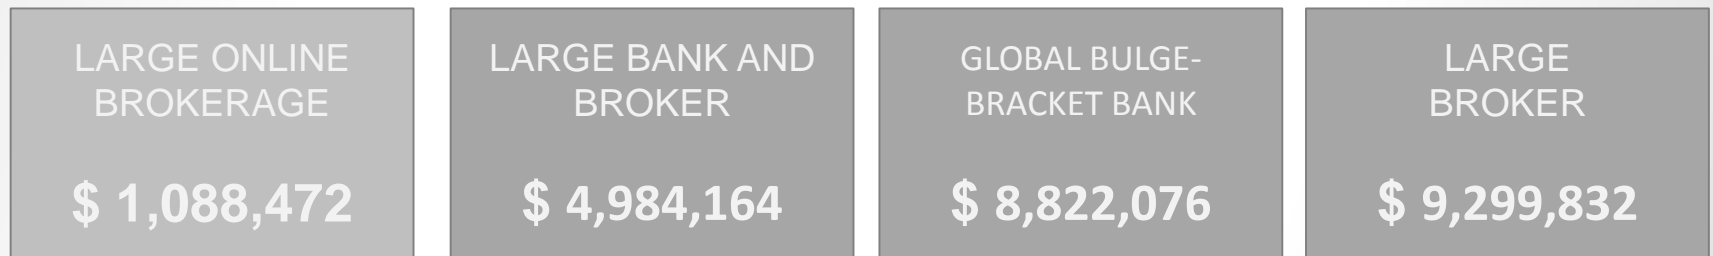 LARGE ONLINE
BROKERAGE
$ 1,088,472
LARGE BANK AND
BROKER
$ 4,984,164
GLOBAL BULGE-
BRACKET BANK
$ 8,822,076
LARGE
BROKER
$ 9,299,832